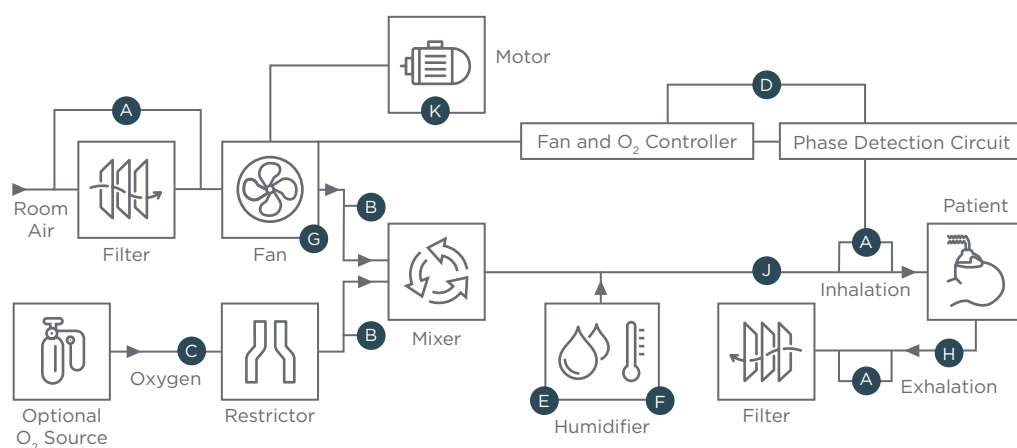 Motor
K
D
A
Fan and O₂ Controller
Phase Detection Circuit
Room
Air
Filter
B
Fan
G
Patient
A
Mixer
J
Inhalation
B
C
Oxygen
Restrictor
Optional
O₂ Source
E
F
Humidifier
Filter
A
H
Exhalation